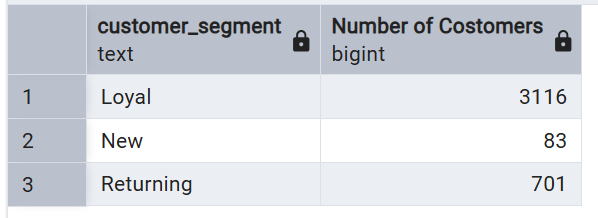 customer_segment Number of Costomers
text bigint
1 Loyal 3116
2 New 83
3 Returning 701